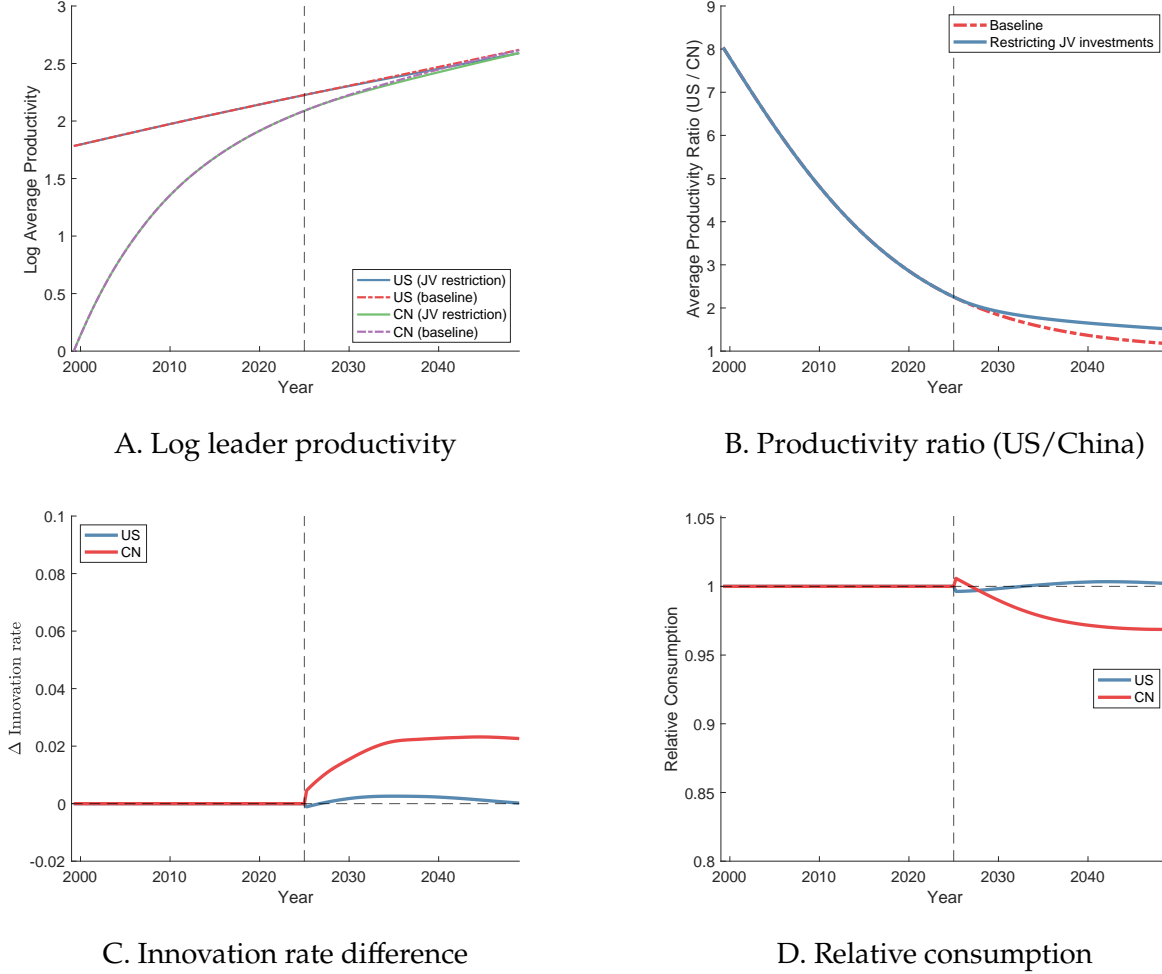 3
2.5
2
1.5
1
0.5
0
Log Average Productivity
US (JV restriction)
US (baseline)
CN (JV restriction)
CN (baseline)
2000 2010 2020 2030 2040
Year
A. Log leader productivity
9
8
7
6
5
4
3
2
1
Average Productivity Ratio (US / CN)
Baseline
Restricting JV investments
2000 2010 2020 2030 2040
Year
B. Productivity ratio (US/China)
0.1
0.08
0.06
0.04
0.02
0
-0.02
Δ Innovation rate
US
CN
2000 2010 2020 2030 2040
Year
C. Innovation rate difference
1.05
1
0.95
0.9
0.85
0.8
Relative Consumption
US
CN
2000 2010 2020 2030 2040
Year
D. Relative consumption